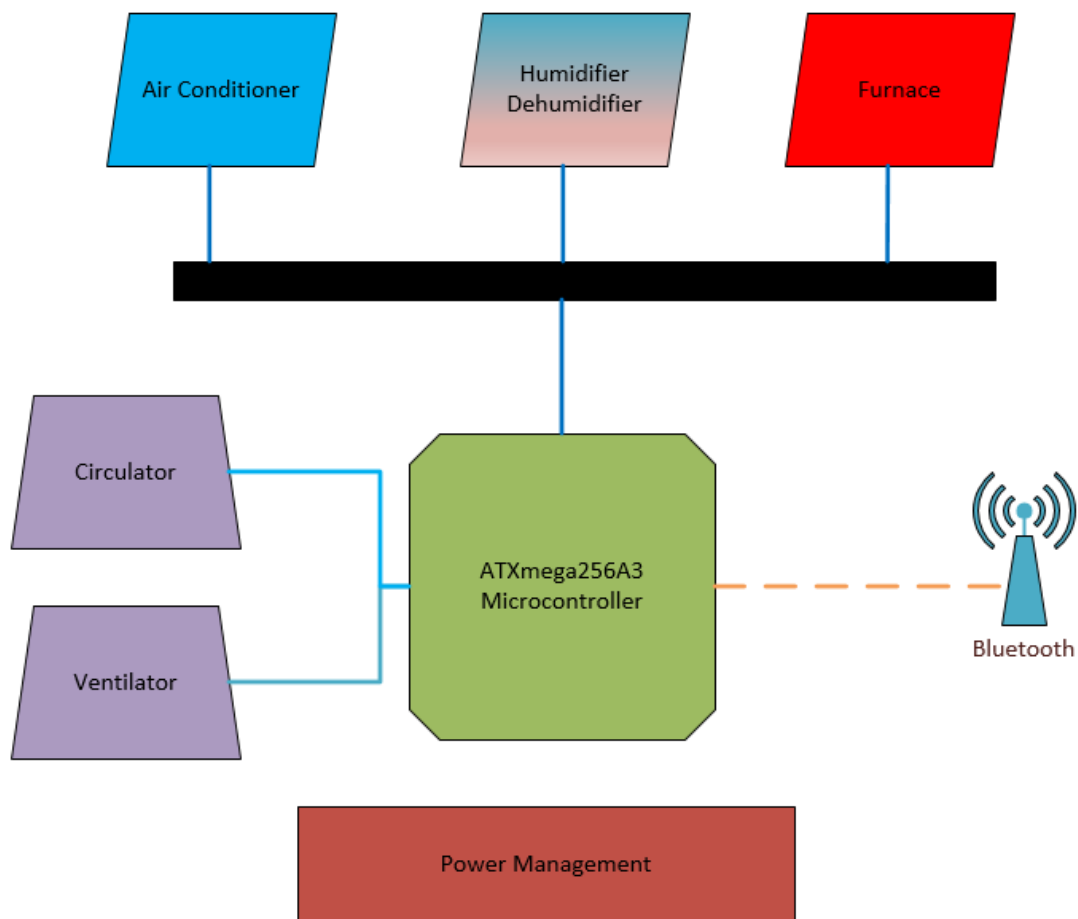 Air Conditioner
Humidifier
Dehumidifier
Furnace
Circulator
ATXmega256A3
Microcontroller
Bluetooth
Ventilator
Power Management